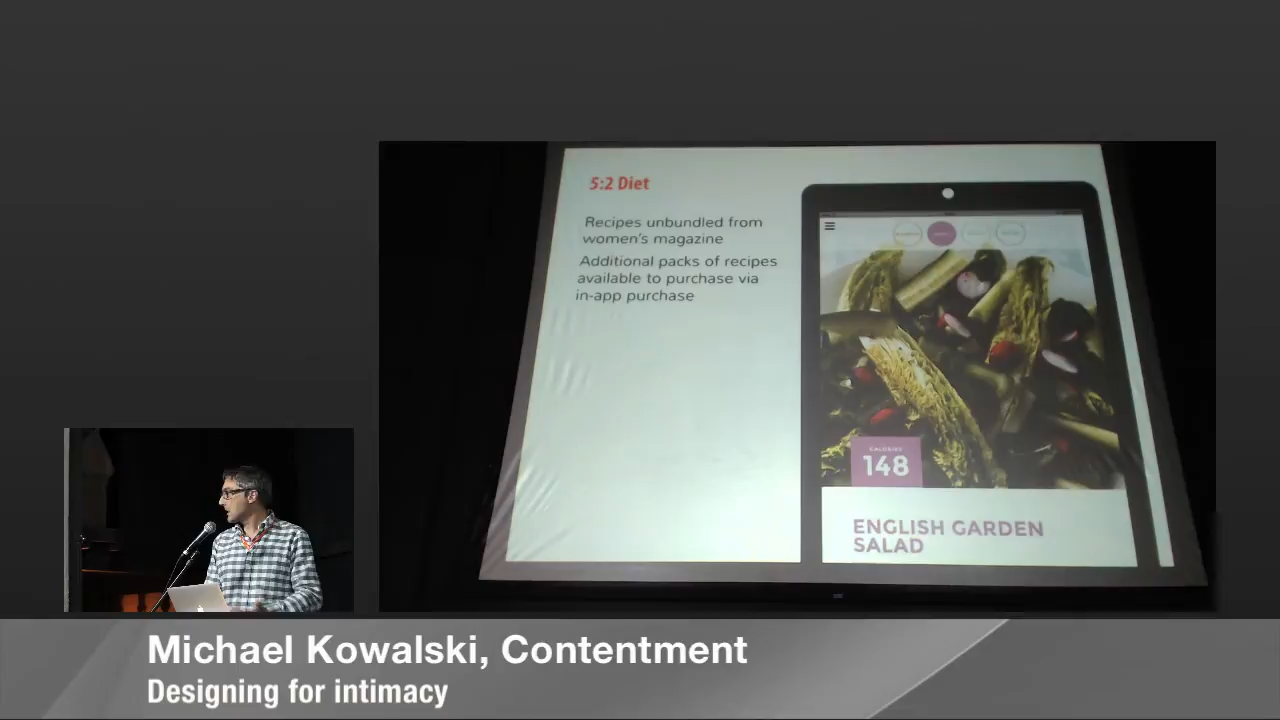 5:2 Diet
Recipes unbundled from
women's magazine
Additional packs of recipes
available to purchase via
in-app purchase
CALORIES
148
ENGLISH GARDEN
SALAD
Michael Kowalski, Contentment
Designing for intimacy